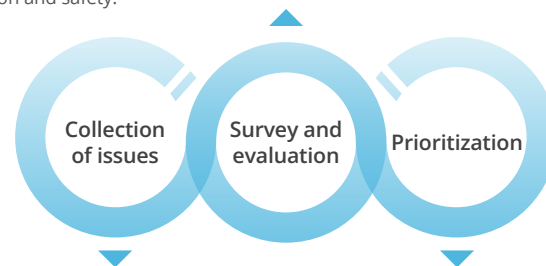 on and safety.
Collection
of issues
Survey and
evaluation
Prioritization